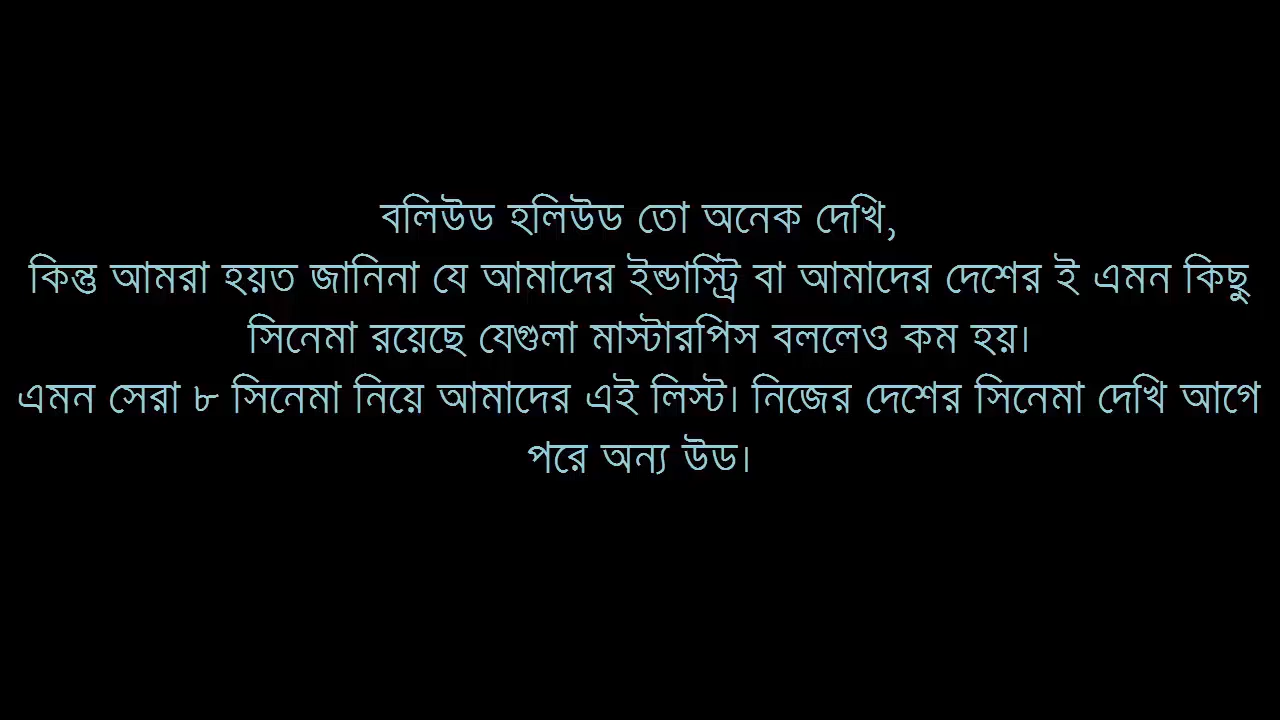 বলিউড হলিউড তো অনেক দেখি,
কিন্তু আমরা হয়ত জানিনা যে আমাদের ইন্ডাস্ট্রি বা আমাদের দেশের ই এমন কিছু
সিনেমা রয়েছে যেগুলা মাস্টারপিস বললেও কম হয়।
এমন সেরা ৮ সিনেমা নিয়ে আমাদের এই লিস্ট। নিজের দেশের সিনেমা দেখি আগে
পরে অন্য উড।